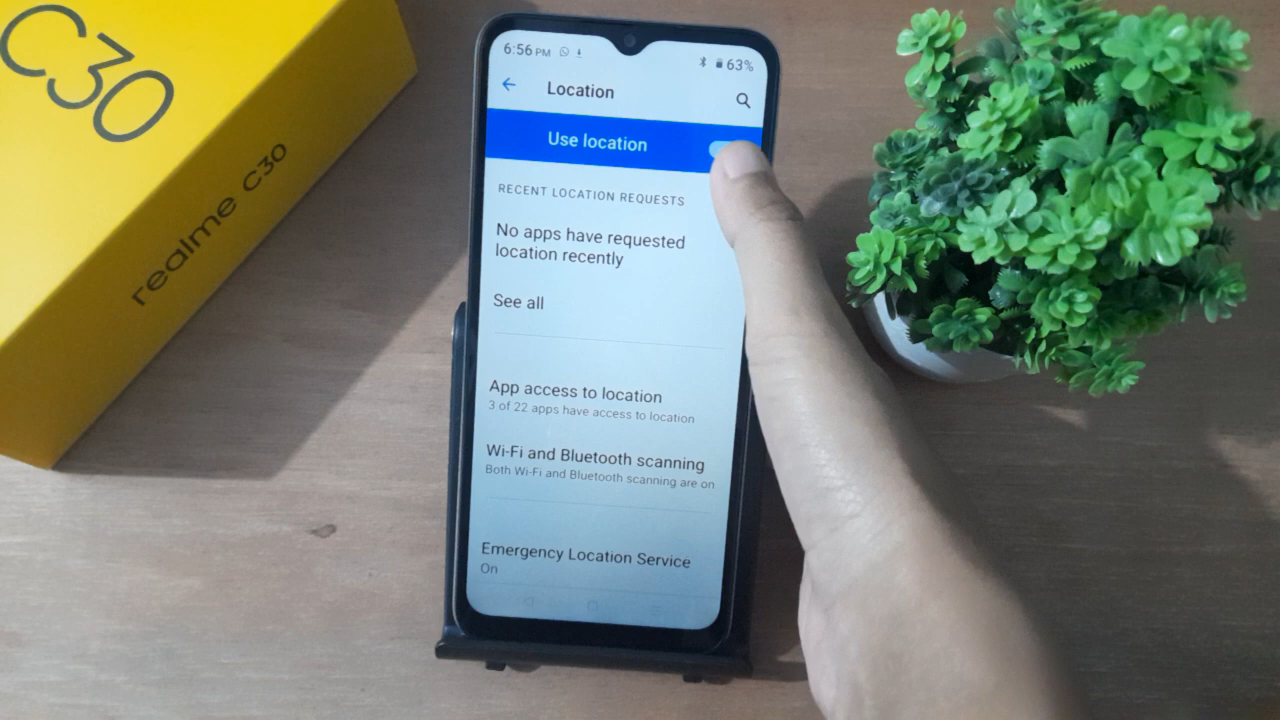 C30
realme C30
6:56 PM
63%
Location
Use location
RECENT LOCATION REQUESTS
No apps have requested
location recently
See all
App access to location
3 of 22 apps have access to location
Wi-Fi and Bluetooth scanning
Both Wi-Fi and Bluetooth scanning are on
Emergency Location Service
On